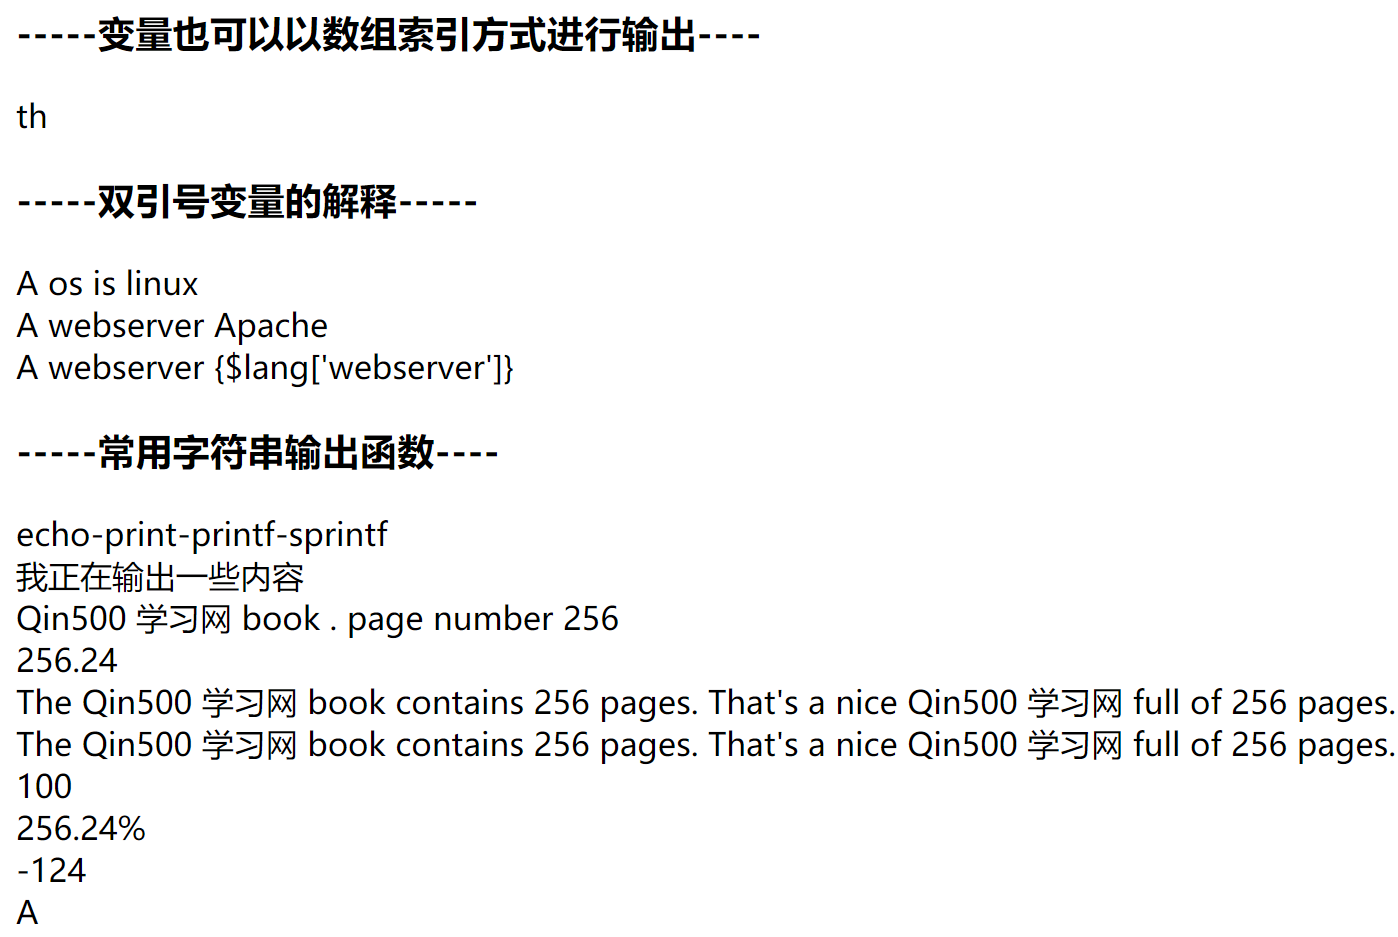 -----变量也可以以数组索引方式进行输出----
th
-----双引号变量的解释-----
A os is linux
A webserver Apache
A webserver {$lang['webserver']}
-----常用字符串输出函数----
echo-print-printf-sprintf
我正在输出一些内容
Qin500 学习网 book . page number 256
256.24
The Qin500 学习网 book contains 256 pages. That's a nice Qin500 学习网 full of 256 pages.
The Qin500 学习网 book contains 256 pages. That's a nice Qin500 学习网 full of 256 pages.
100
256.24%
-124
A